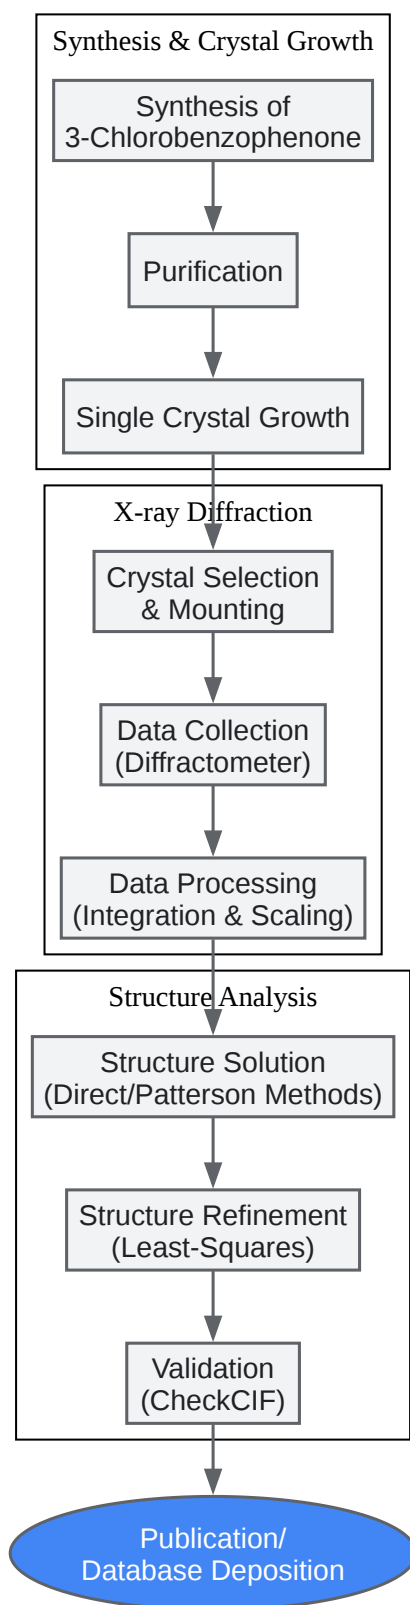 Synthesis & Crystal Growth
Synthesis of
3-Chlorobenzophenone
Purification
Single Crystal Growth
X-ray Diffraction
Crystal Selection
& Mounting
Data Collection
(Diffractometer)
Data Processing
(Integration & Scaling)
Structure Analysis
Structure Solution
(Direct/Patterson Methods)
Structure Refinement
(Least-Squares)
Validation
(CheckCIF)
Publication/
Database Deposition